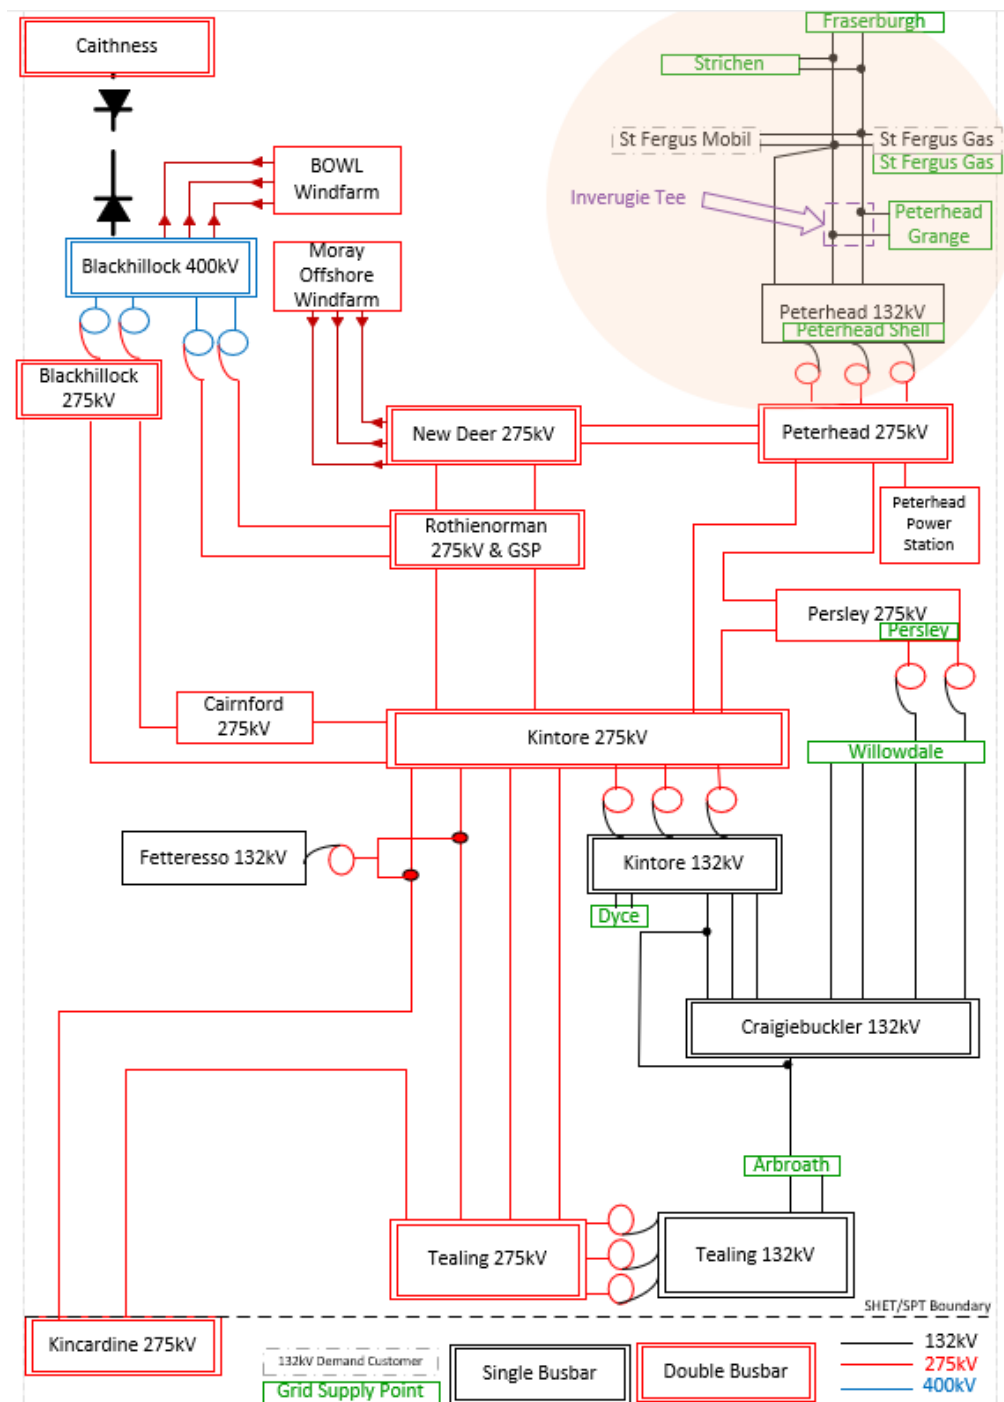 Caithness
Fraserburgh
Strichen
St Fergus Mobil
St Fergus Gas
St Fergus Gas
BOWL
Windfarm
Inverugie Tee
Peterhead
Grange
Moray
Offshore
Windfarm
Blackhillock 400kV
Peterhead 132kV
Peterhead Shell
Blackhillock
275kV
New Deer 275kV
Peterhead 275kV
Rothienorman
275kV & GSP
Peterhead
Power
Station
Persley 275kV
Persley
Cairnford
275kV
Kintore 275kV
Willowdale
Fetteresso 132kV
Kintore 132kV
Dyce
Craigiebuckler 132kV
Arbroath
Tealing 275kV
Tealing 132kV
SHET/SPT Boundary
Kincardine 275kV
132kV Demand Customer
Grid Supply Point
Single Busbar
Double Busbar
132kV
275kV
400kV